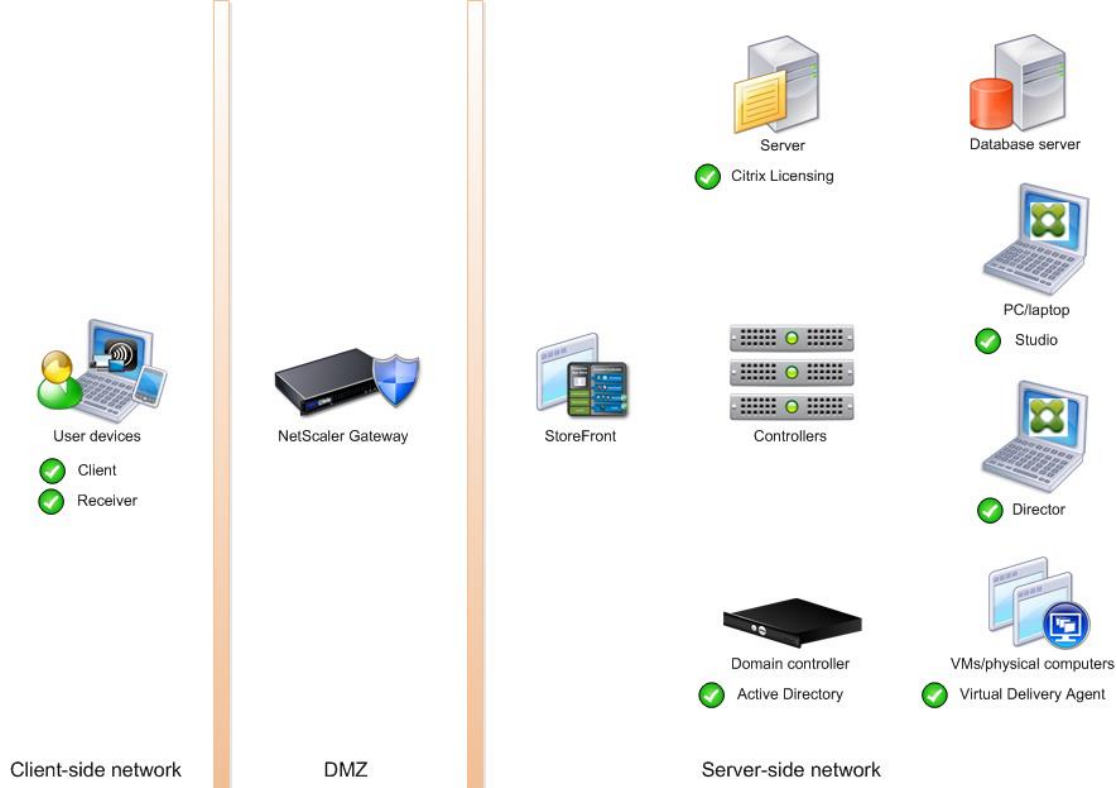 Server
Citrix Licensing
Database server
PC/laptop
Studio
User devices
Client
Receiver
NetScaler Gateway
StoreFront
Controllers
Director
Domain controller
Active Directory
VMs/physical computers
Virtual Delivery Agent
Client-side network
DMZ
Server-side network